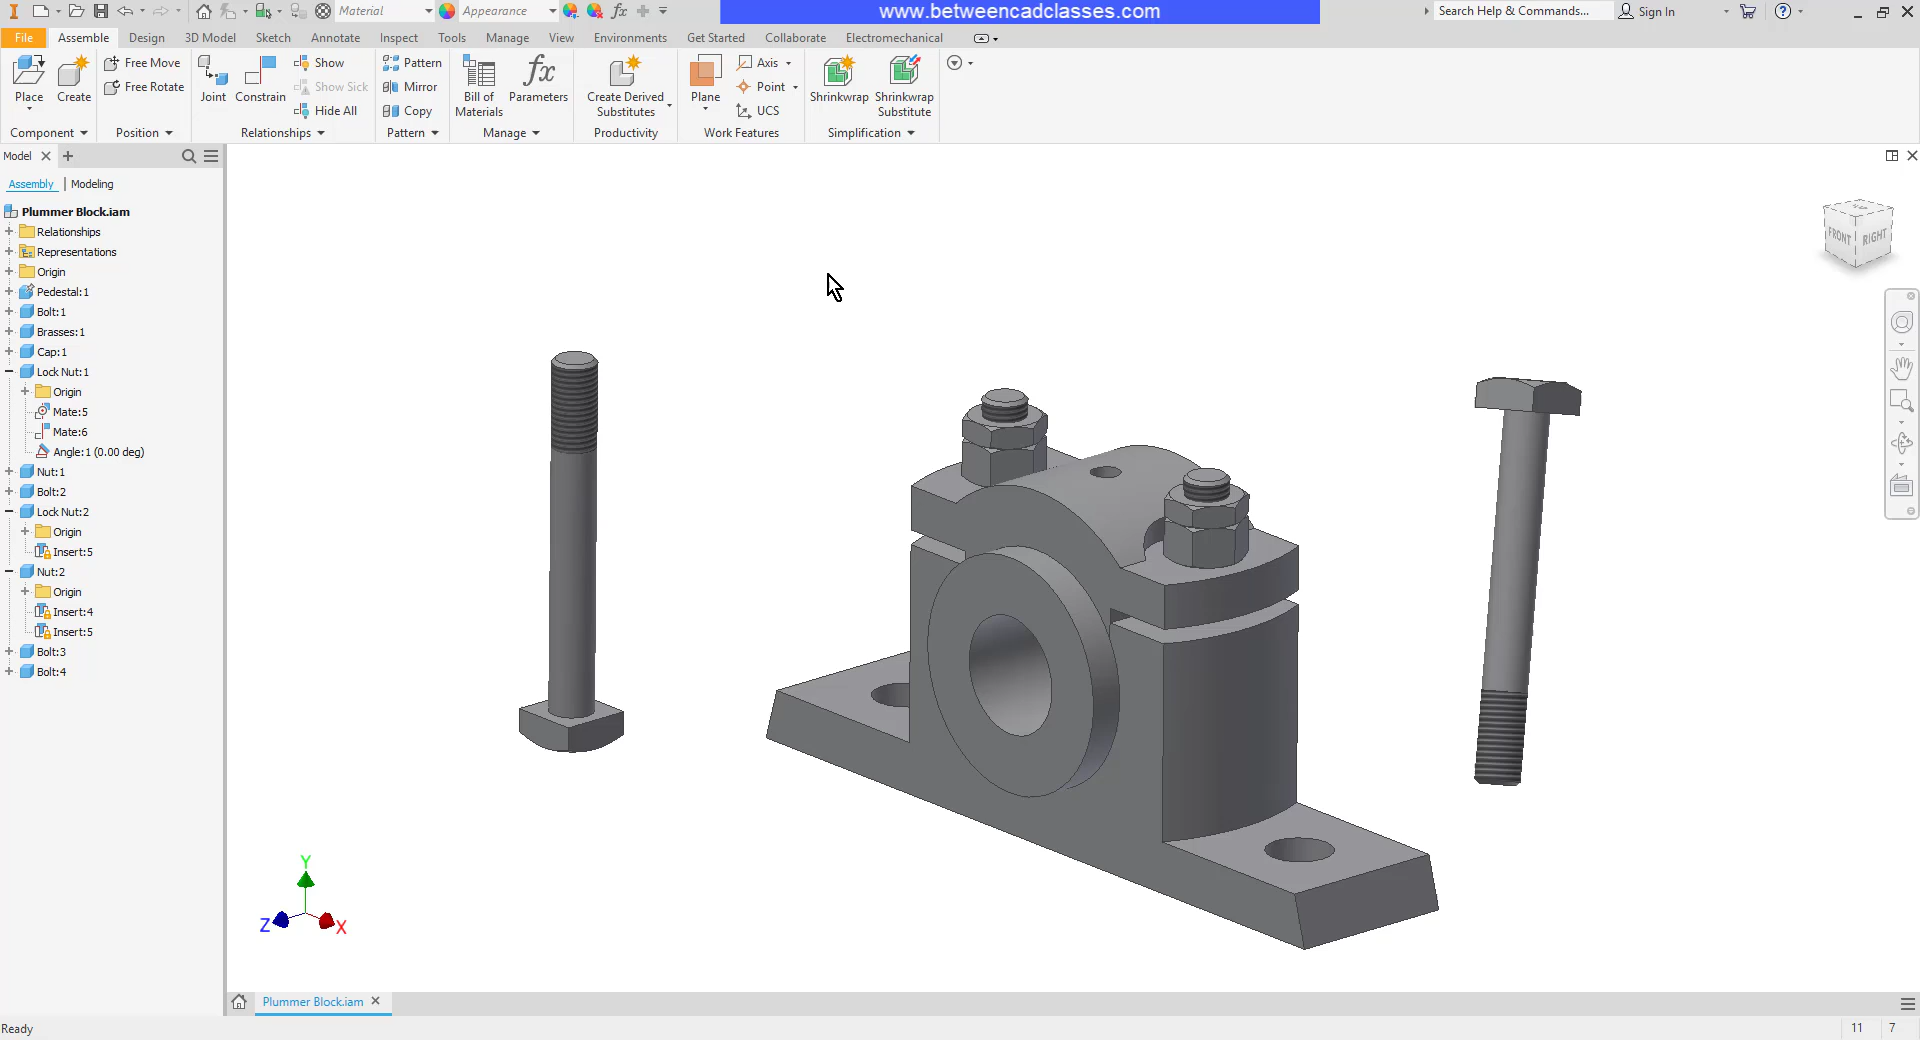 Material
Appearance
www.betweencadclasses.com
Search Help & Commands...
Sign In
File
Assemble
Design
3D Model
Sketch
Annotate
Inspect
Tools
Manage
View
Environments
Get Started
Collaborate
Electromechanical
Place
Create
Free Move
Free Rotate
Joint
Constrain
Show
Show Sick
Hide All
Pattern
Mirror
Copy
Bill of
Materials
fx
Parameters
Create Derived
Substitutes
Plane
Axis
Point
UCS
Shrinkwrap
Shrinkwrap
Substitute
Component
Position
Relationships
Pattern
Manage
Productivity
Work Features
Simplification
Model
Assembly | Modeling
Plummer Block.iam
Relationships
Representations
Origin
Pedestal:1
Bolt:1
Brasses:1
Cap:1
Lock Nut:1
Origin
Mate:5
Mate:6
Angle:1 (0.00 deg)
Nut:1
Bolt:2
Lock Nut:2
Origin
Insert:5
Nut:2
Origin
Insert:4
Insert:5
Bolt:3
Bolt:4
FRONT
RIGHT
Y
Z
X
Plummer Block.iam
Ready
11
7